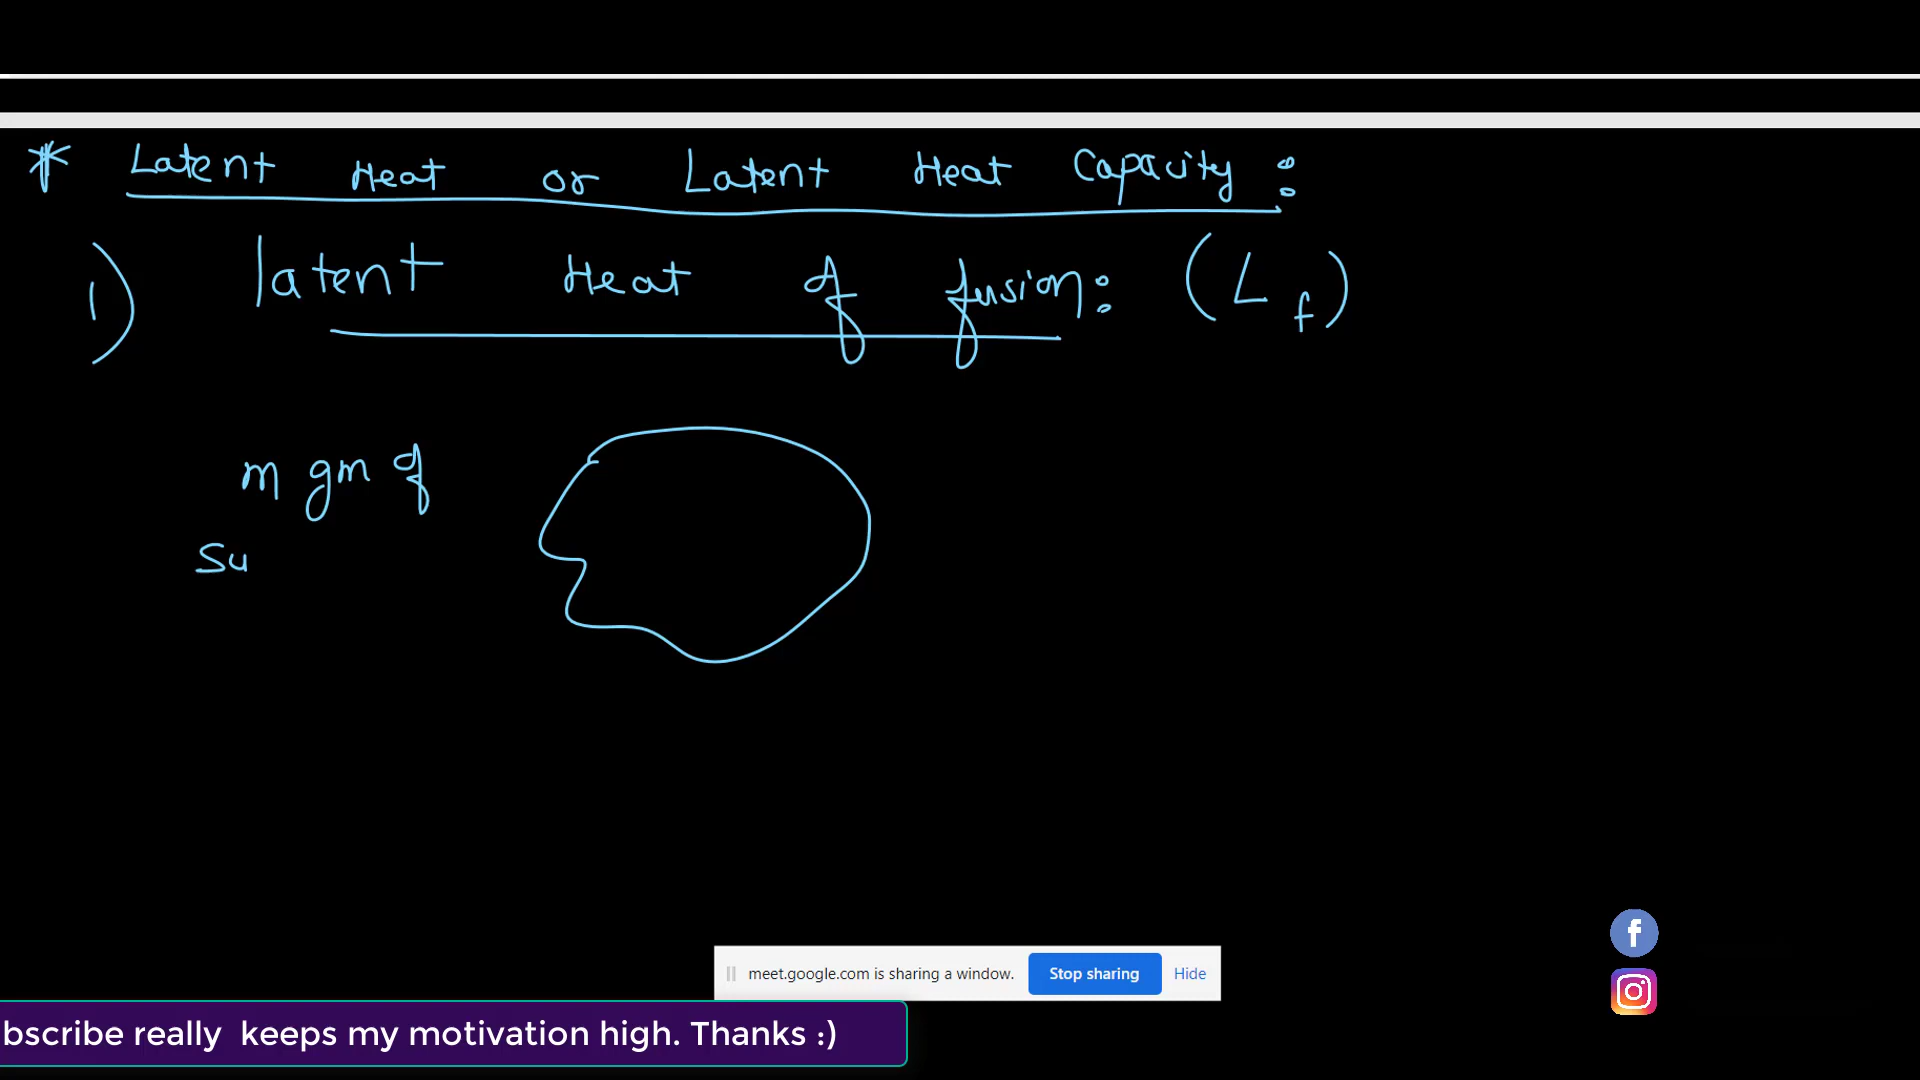 * Latent Heat or Latent Heat Capacity :
1) latent Heat of fusion: (Lf)
m gm of
Su
meet.google.com is sharing a window. Stop sharing Hide
bscribe really keeps my motivation high. Thanks :)